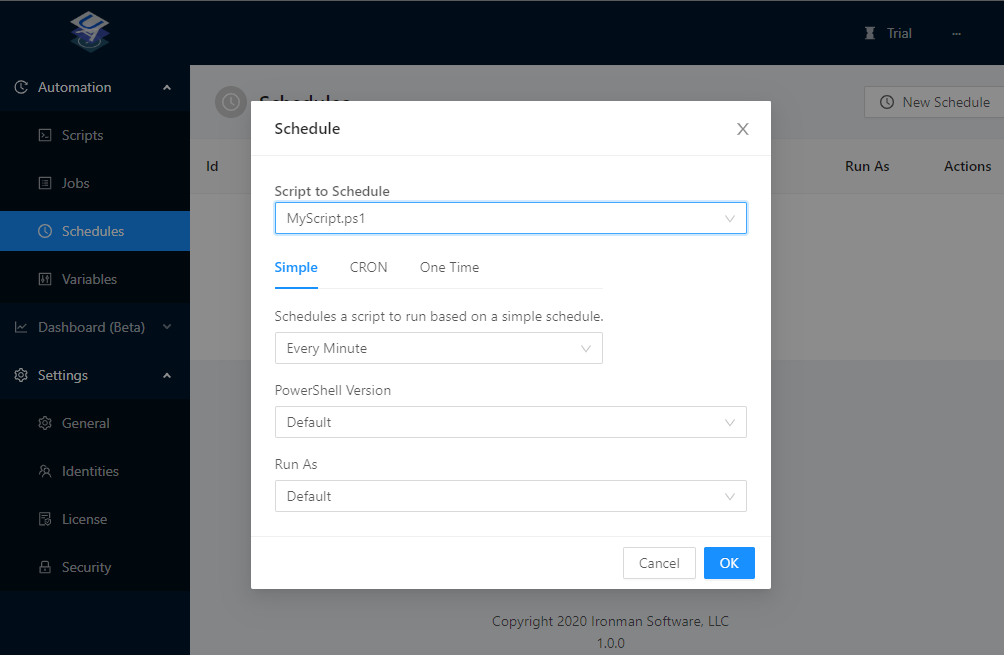 Trial
...
Automation
Scripts
Jobs
Schedules
Variables
Dashboard (Beta)
Settings
General
Identities
License
Security
Schedules
New Schedule
Id
Run As
Actions
Schedule
Script to Schedule
MyScript.ps1
Simple CRON One Time
Schedules a script to run based on a simple schedule.
Every Minute
PowerShell Version
Default
Run As
Default
Cancel OK
Copyright 2020 Ironman Software, LLC
1.0.0